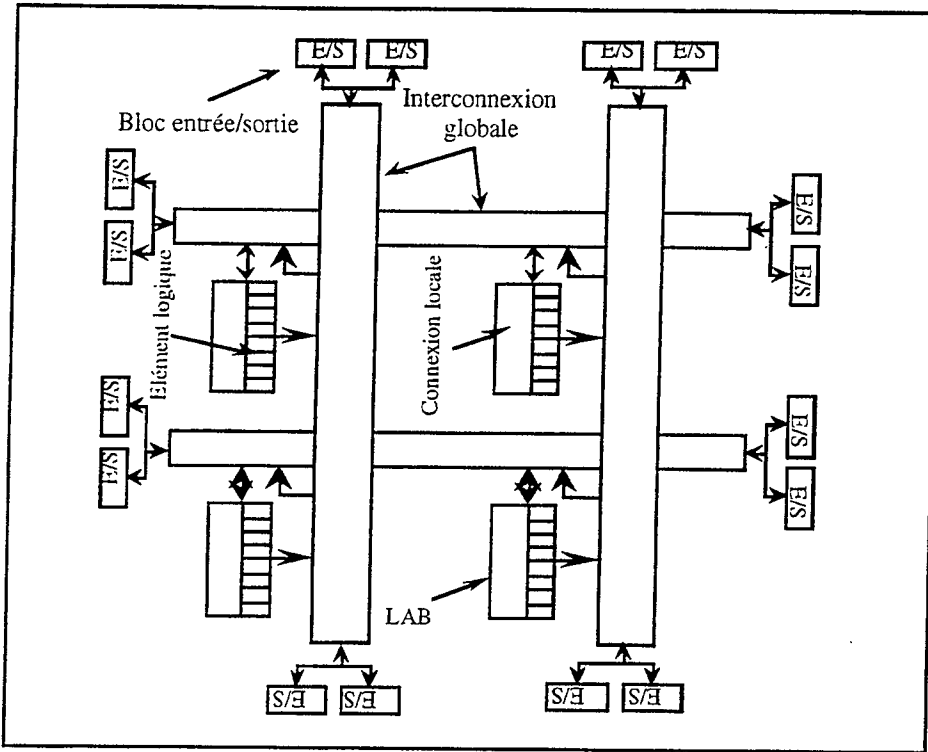 E/S E/S E/S E/S
Bloc entrée/sortie
Interconnexion
globale
E/S
E/S
E/S
E/S
Elément logique
Connexion locale
E/S
E/S
E/S
E/S
LAB
E/S E/S E/S E/S